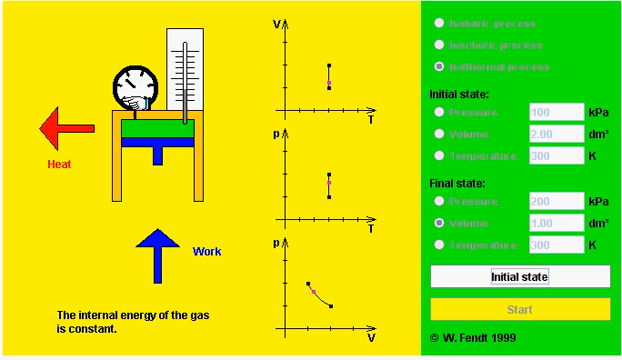 V
T
p
T
p
V
Heat
Work
The internal energy of the gas
is constant.
Isobaric process
Isochoric process
Isothermal process
Initial state:
Pressure: 100 kPa
Volume: 2.00 dm³
Temperature: 300 K
Final state:
Pressure: 200 kPa
Volume: 1.00 dm³
Temperature: 300 K
Initial state
Start
© W. Fendt 1999